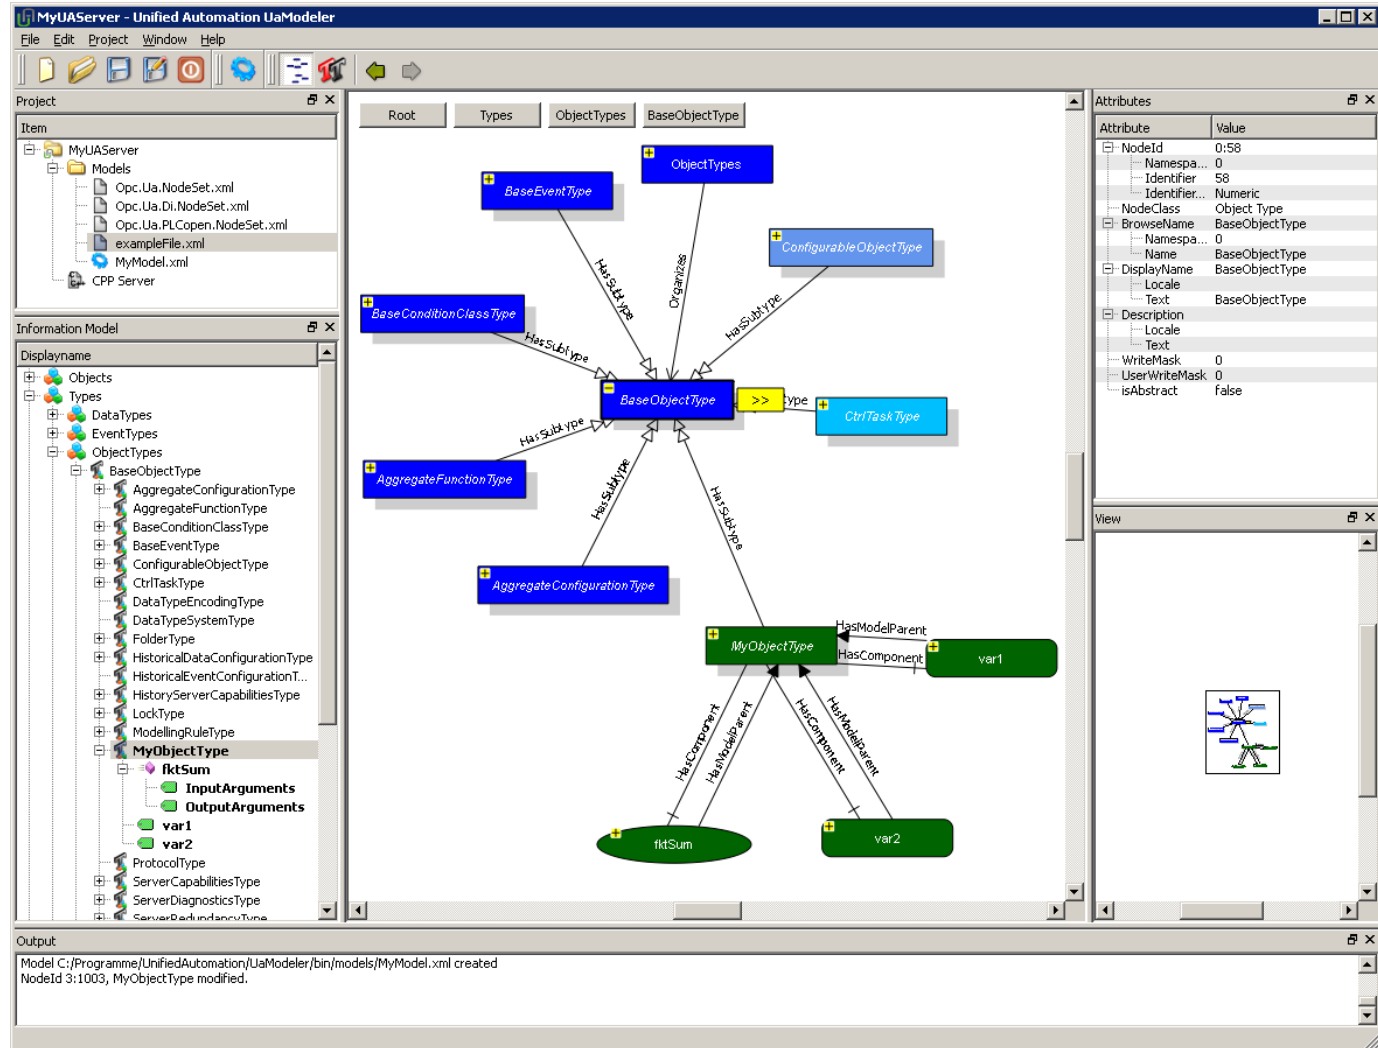 MyUAServer - Unified Automation UaModeler
File Edit Project Window Help
Project
Item
MyUAServer
Models
Opc.Ua.NodeSet.xml
Opc.Ua.Di.NodeSet.xml
Opc.Ua.PLCopen.NodeSet.xml
exampleFile.xml
MyModel.xml
CPP Server
Information Model
Displayname
Objects
Types
DataTypes
EventTypes
ObjectTypes
BaseObjectType
AggregateConfigurationType
AggregateFunctionType
BaseConditionClassType
BaseEventType
ConfigurableObjectType
CtrlTaskType
DataTypeEncodingType
DataTypeSystemType
FolderType
HistoricalDataConfigurationType
HistoricalEventConfigurationT...
HistoryServerCapabilitiesType
LockType
ModellingRuleType
MyObjectType
fktSum
InputArguments
OutputArguments
var1
var2
ProtocolType
ServerCapabilitiesType
ServerDiagnosticsType
ServerRedundancyType
Root Types ObjectTypes BaseObjectType
ObjectTypes
BaseEventType
ConfigurableObjectType
HasSubtype
Organizes
HasSubtype
BaseConditionClassType
HasSubtype
BaseObjectType
>>
ype
CtrlTaskType
HasSubtype
AggregateFunctionType
HasSubtype
HasSubtype
AggregateConfigurationType
MyObjectType
HasModelParent
HasComponent
var1
HasComponent
HasModelParent
HasComponent
HasModelParent
fktSum
var2
Attributes
Attribute Value
NodeId 0:58
Namespa... 0
Identifier 58
Identifier... Numeric
NodeClass Object Type
BrowseName BaseObjectType
Namespa... 0
Name BaseObjectType
DisplayName BaseObjectType
Locale
Text BaseObjectType
Description
Locale
Text
WriteMask 0
UserWriteMask 0
isAbstract false
View
Output
Model C:/Programme/UnifiedAutomation/UaModeler/bin/models/MyModel.xml created
NodeId 3:1003, MyObjectType modified.